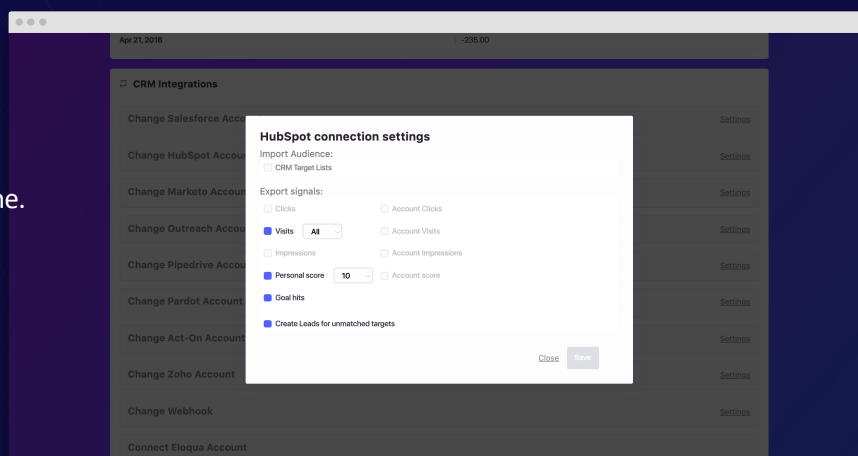 Apr 21, 2016 -235.00
CRM Integrations
Change Salesforce Acco Settings
Change HubSpot Accoun Settings
Change Marketo Accoun Settings
Change Outreach Accou Settings
Change Pipedrive Accou Settings
Change Pardot Account Settings
Change Act-On Account Settings
Change Zoho Account Settings
Change Webhook Settings
Connect Eloqua Account
HubSpot connection settings
Import Audience:
CRM Target Lists
Export signals:
Clicks Account Clicks
Visits All Account Visits
Impressions Account Impressions
Personal score 10 Account score
Goal hits
Create Leads for unmatched targets
Close Save